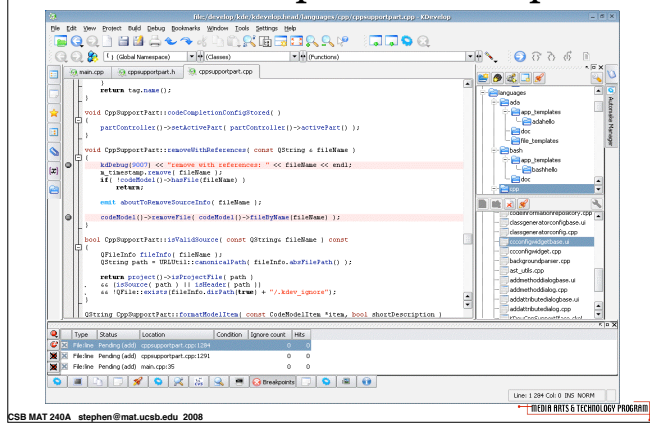 file:/develop/kde/kdevelop.head/languages/cpp/cppsupportpart.cpp - KDevelop
File Edit View Project Build Debug Bookmarks Window Tools Settings Help
(Global Namespace) (Classes) (Functions)
main.cpp cppsupportpart.h cppsupportpart.cpp
return tag.name();
}
void CppSupportPart::codeCompletionConfigStored( )
{
partController()->setActivePart( partController()->activePart() );
}
void CppSupportPart::removeWithReferences( const QString & fileName )
{
kdDebug(9007) << "remove with references: " << fileName << endl;
m_timestamp.remove( fileName );
if( !codeModel()->hasFile(fileName) )
return;
emit aboutToRemoveSourceInfo( fileName );
codeModel()->removeFile( codeModel()->fileByName(fileName) );
}
bool CppSupportPart::isValidSource( const QString& fileName ) const
{
QFileInfo fileInfo( fileName );
QString path = URLUtil::canonicalPath( fileInfo.absFilePath() );
return project()->isProjectFile( path )
&& (isSource( path ) || isHeader( path ))
&& !QFile::exists(fileInfo.dirPath(true) + "/.kdev_ignore");
}
QString CppSupportPart::formatModelItem( const CodeModelItem *item, bool shortDescription )
languages
ada
app_templates
adahello
doc
file_templates
bash
app_templates
bashhello
doc
cpp
Automake Manager
codeinformationrepository.cpp
classgeneratorconfigbase.ui
classgeneratorconfig.cpp
ccconfigwidgetbase.ui
ccconfigwidget.cpp
backgroundparser.cpp
ast_utils.cpp
addmethoddialogbase.ui
addmethoddialog.cpp
addattributedialogbase.ui
addattributedialog.cpp
Type Status Location Condition Ignore count Hits
File:line Pending (add) cppsupportpart.cpp:1284 0 0
File:line Pending (add) cppsupportpart.cpp:1291 0 0
File:line Pending (add) main.cpp:35 0 0
Breakpoints
Line: 1284 Col: 0 INS NORM
CSB MAT 240A stephen@mat.ucsb.edu 2008
MEDIA ARTS & TECHNOLOGY PROGRAM